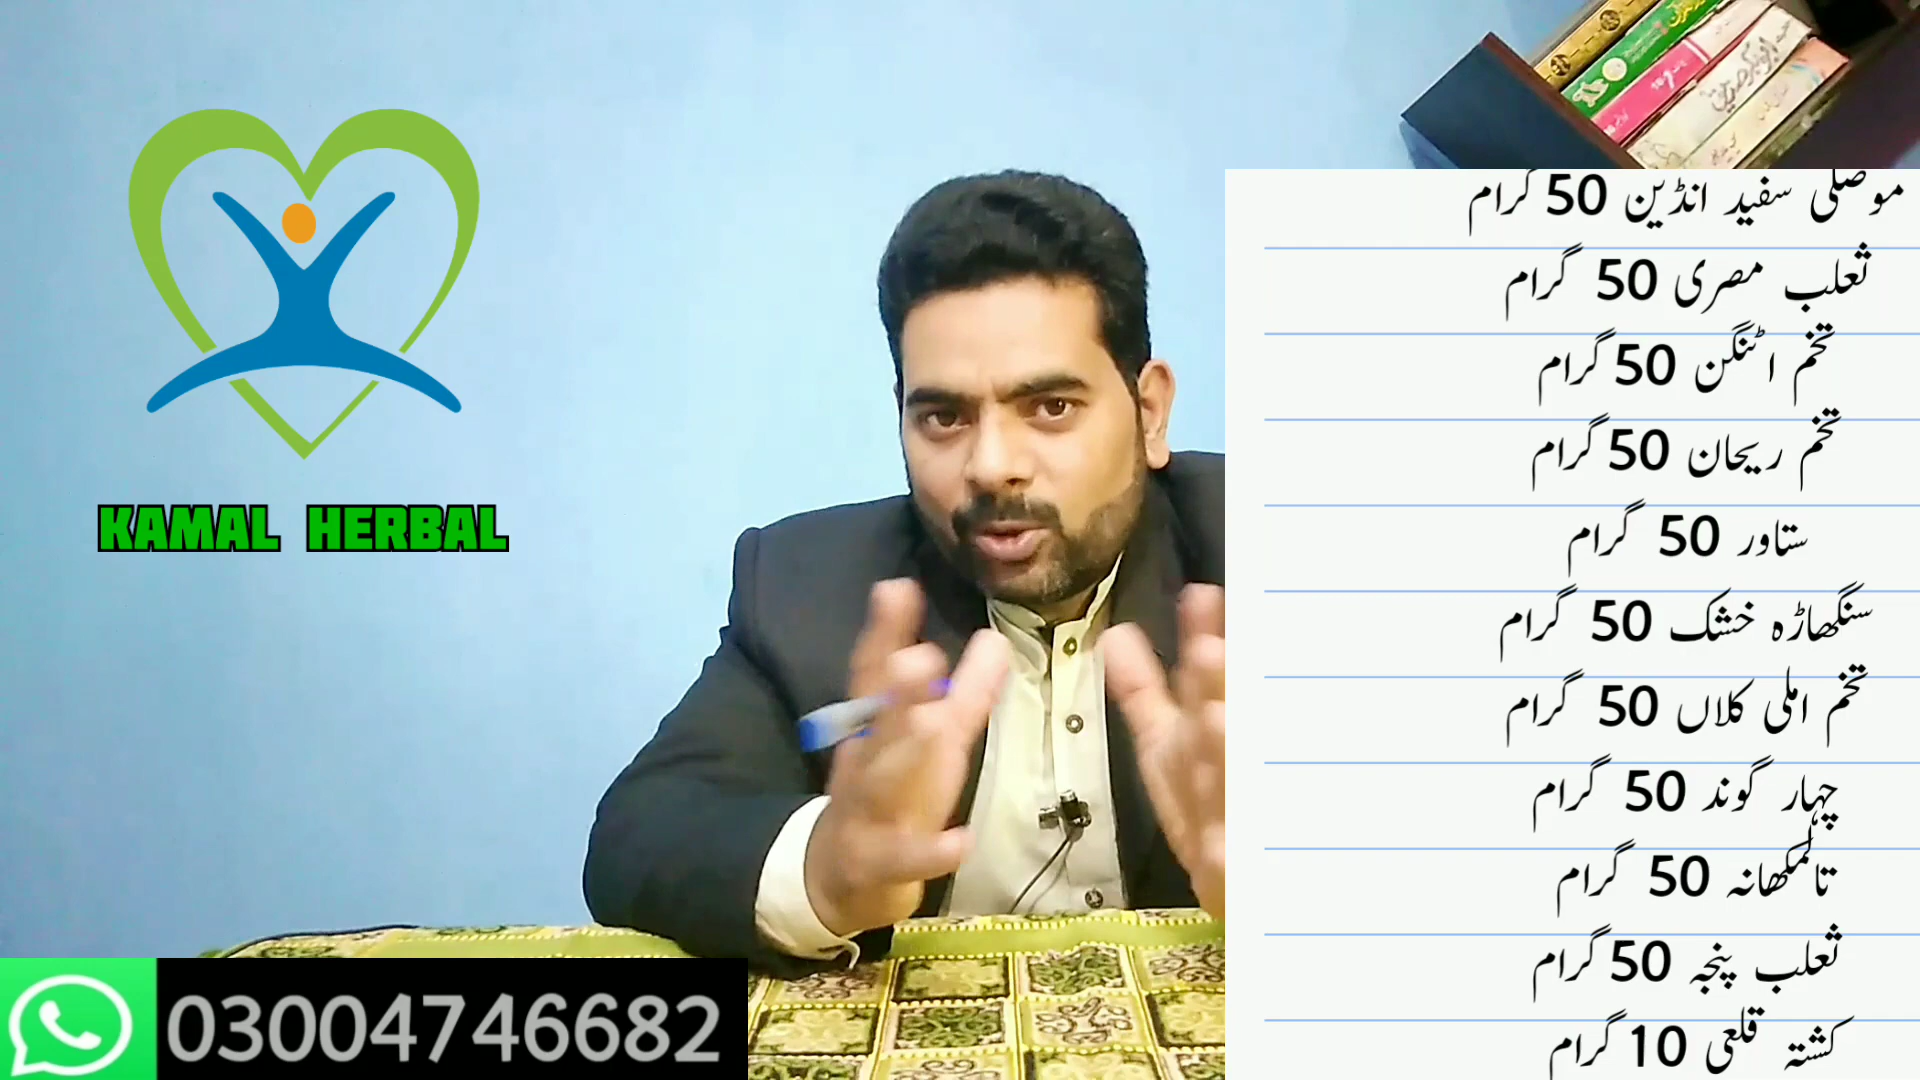 KAMAL HERBAL
03004746682
موصلی سفید انڈین 50 گرام
ثعلب مصری 50 گرام
تخم اٹنگن 50 گرام
تخم ریحان 50 گرام
ستاور 50 گرام
سنگھاڑہ خشک 50 گرام
تخم املی کلاں 50 گرام
چہار گوند 50 گرام
تالمکھانہ 50 گرام
ثعلب پنجہ 50 گرام
کشتہ قلعی 10 گرام